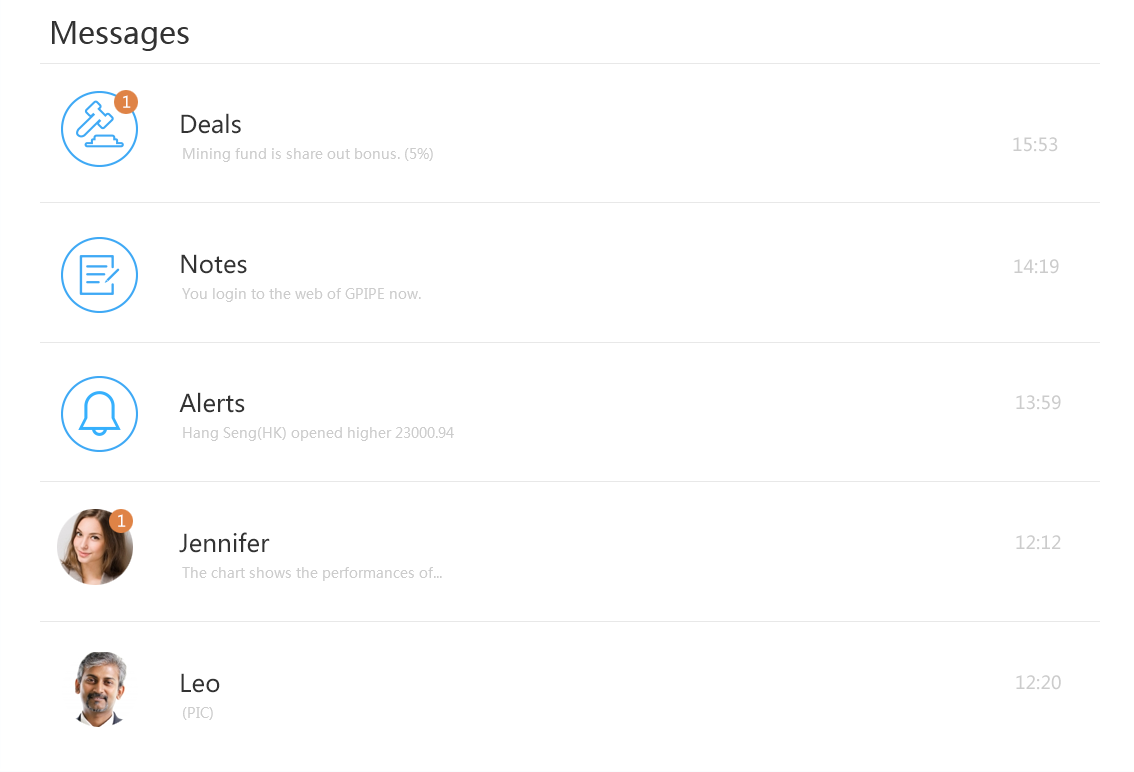 Messages
1
Deals
Mining fund is share out bonus. (5%)
15:53
Notes
You login to the web of GPIPE now.
14:19
Alerts
Hang Seng(HK) opened higher 23000.94
13:59
1
Jennifer
The chart shows the performances of...
12:12
Leo
(PIC)
12:20